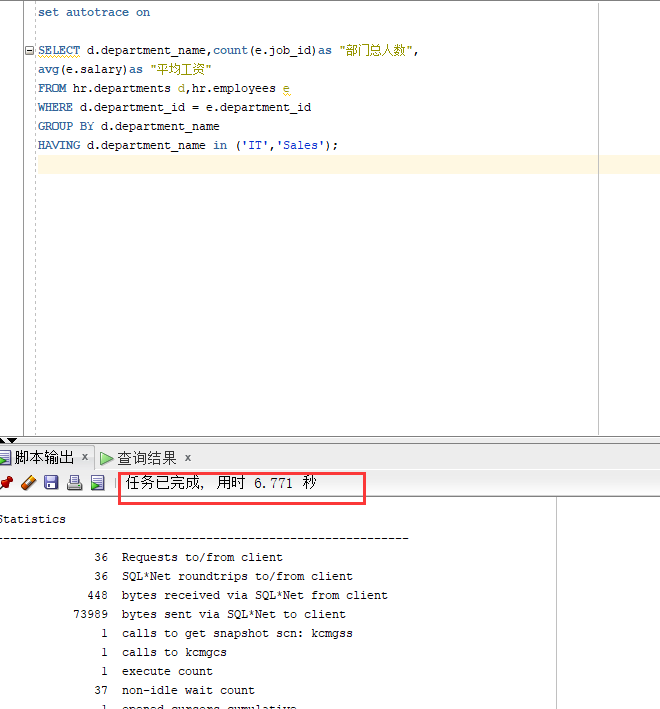 set autotrace on
SELECT d.department_name,count(e.job_id)as "部门总人数",
avg(e.salary)as "平均工资"
FROM hr.departments d,hr.employees e
WHERE d.department_id = e.department_id
GROUP BY d.department_name
HAVING d.department_name in ('IT','Sales');
脚本输出 x 查询结果 x
任务已完成, 用时 6.771 秒
Statistics
-----------------------------------------------------------
36 Requests to/from client
36 SQL*Net roundtrips to/from client
448 bytes received via SQL*Net from client
73989 bytes sent via SQL*Net to client
1 calls to get snapshot scn: kcmgss
1 calls to kcmgcs
1 execute count
37 non-idle wait count
1 opened cursors cumulative